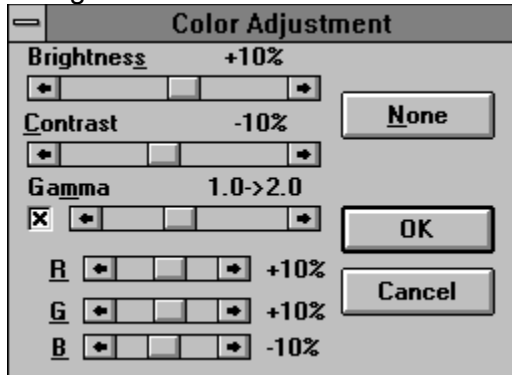 Color Adjustment
Brightness +10%
Contrast -10%
None
Gamma 1.0->2.0
OK
R +10%
Cancel
G +10%
B -10%